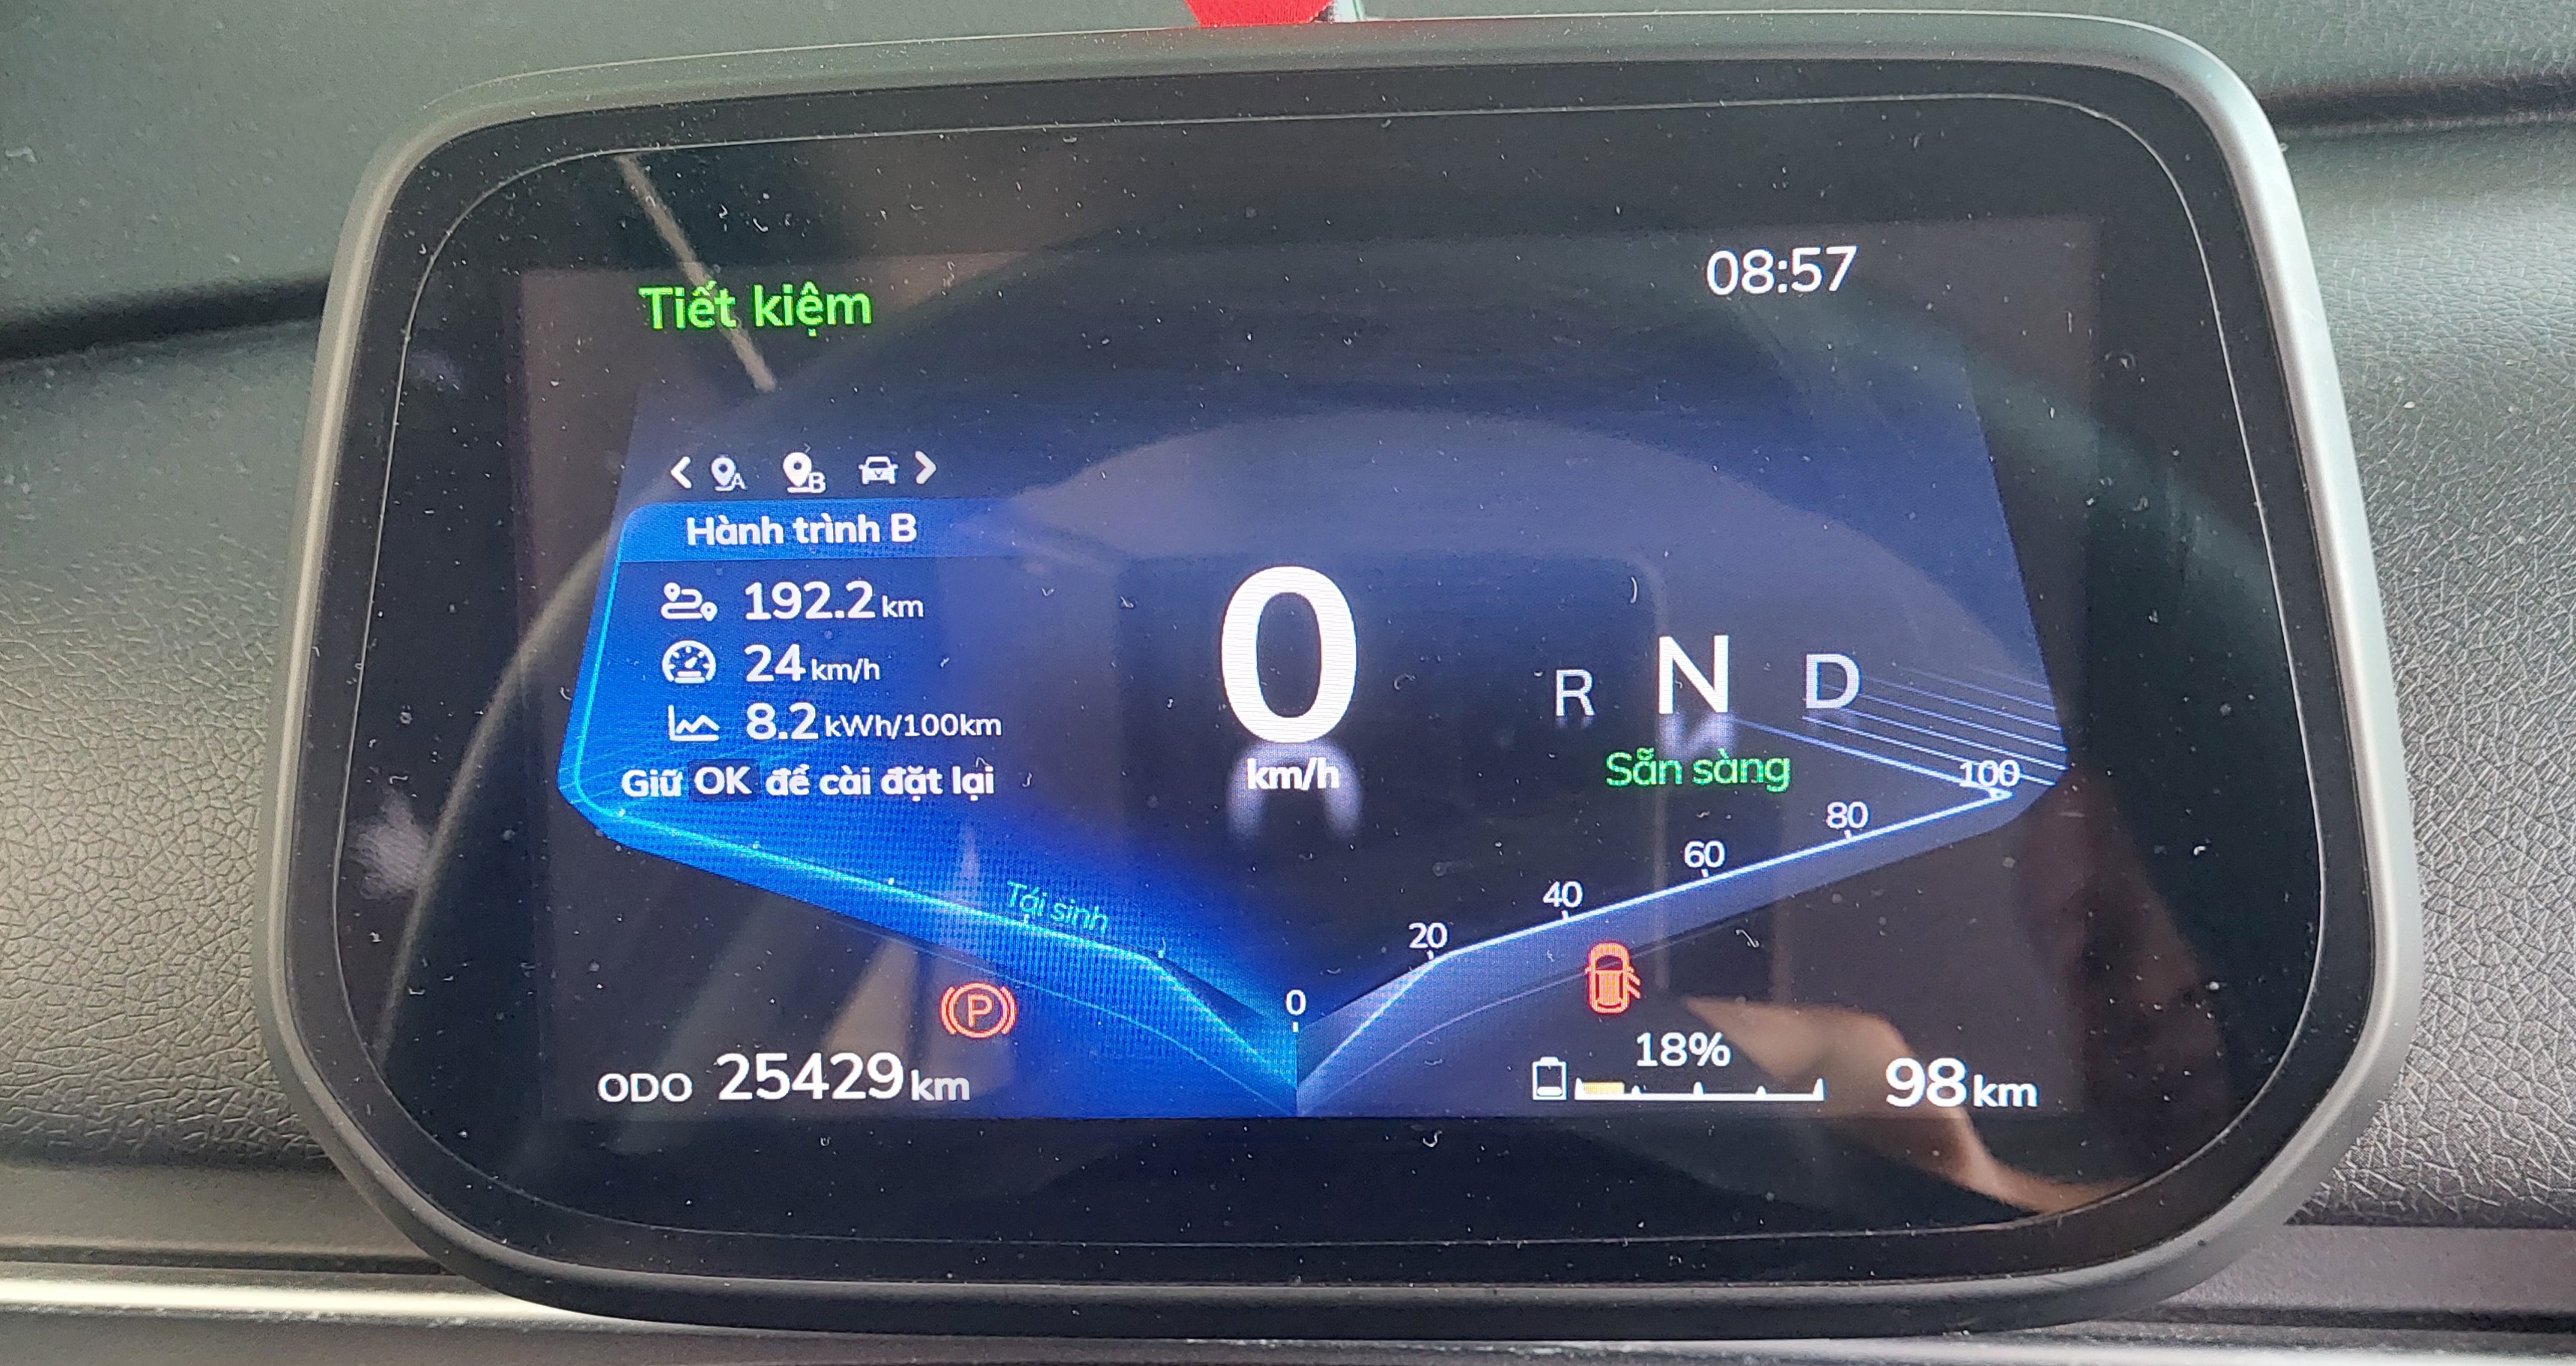 Tiết kiệm
08:57
A B
Hành trình B
192.2 km
24 km/h
8.2 kWh/100km
Giữ OK để cài đặt lại
0
km/h
R N D
Sẵn sàng
Tái sinh
0 20 40 60 80 100
P
ODO 25429 km
18%
98 km